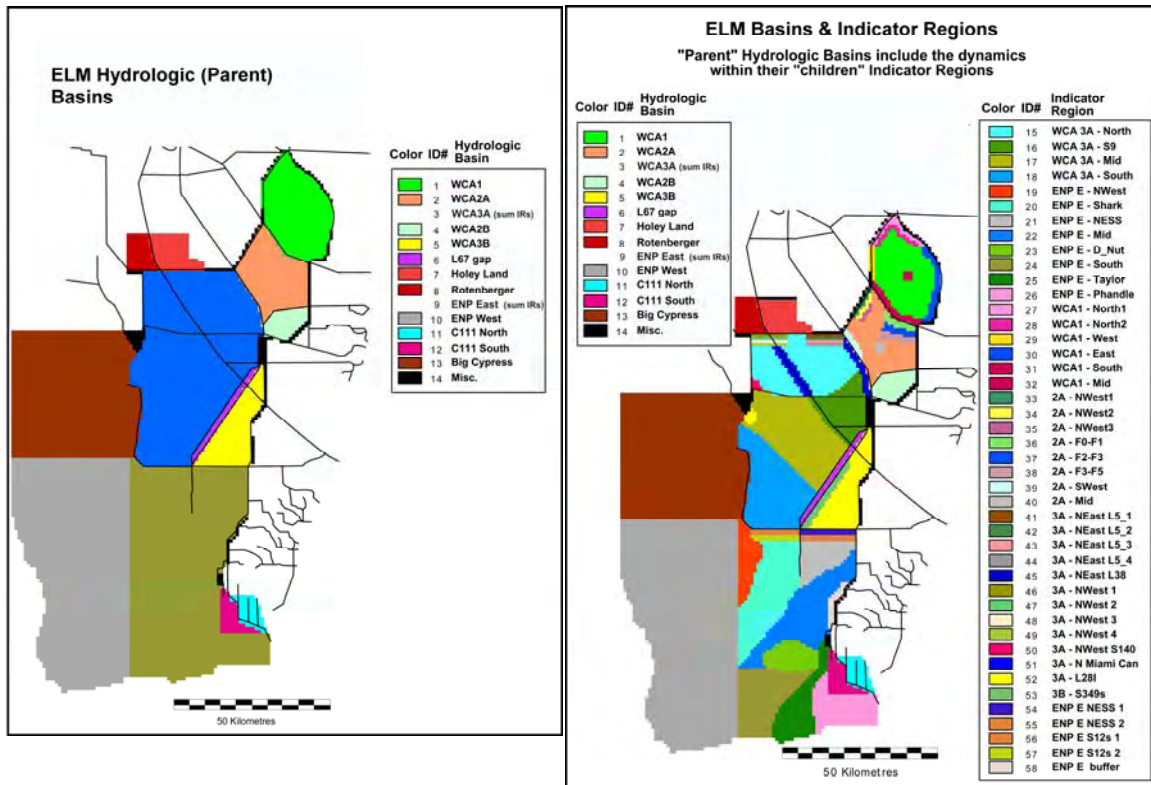 ELM Hydrologic (Parent)
Basins
Color ID# Hydrologic
Basin
1 WCA1
2 WCA2A
3 WCA3A (sum IRs)
4 WCA2B
5 WCA3B
6 L67 gap
7 Holey Land
8 Rotenberger
9 ENP East (sum IRs)
10 ENP West
11 C111 North
12 C111 South
13 Big Cypress
14 Misc.
50 Kilometres
ELM Basins & Indicator Regions
"Parent" Hydrologic Basins include the dynamics
within their "children" Indicator Regions
Color ID# Hydrologic
Basin
1 WCA1
2 WCA2A
3 WCA3A (sum IRs)
4 WCA2B
5 WCA3B
6 L67 gap
7 Holey Land
8 Rotenberger
9 ENP East (sum IRs)
10 ENP West
11 C111 North
12 C111 South
13 Big Cypress
14 Misc.
Color ID# Indicator
Region
15 WCA 3A - North
16 WCA 3A - S9
17 WCA 3A - Mid
18 WCA 3A - South
19 ENP E - NWest
20 ENP E - Shark
21 ENP E - NESS
22 ENP E - Mid
23 ENP E - D_Nut
24 ENP E - South
25 ENP E - Taylor
26 ENP E - Phandle
27 WCA1 - North1
28 WCA1 - North2
29 WCA1 - West
30 WCA1 - East
31 WCA1 - South
32 WCA1 - Mid
33 2A - NWest1
34 2A - NWest2
35 2A - NWest3
36 2A - F0-F1
37 2A - F2-F3
38 2A - F3-F5
39 2A - SWest
40 2A - Mid
41 3A - NEast L5_1
42 3A - NEast L5_2
43 3A - NEast L5_3
44 3A - NEast L5_4
45 3A - NEast L38
46 3A - NWest 1
47 3A - NWest 2
48 3A - NWest 3
49 3A - NWest 4
50 3A - NWest S140
51 3A - N Miami Can
52 3A - L28I
53 3B - S349s
54 ENP E NESS 1
55 ENP E NESS 2
56 ENP E S12s 1
57 ENP E S12s 2
58 ENP E buffer
50 Kilometres